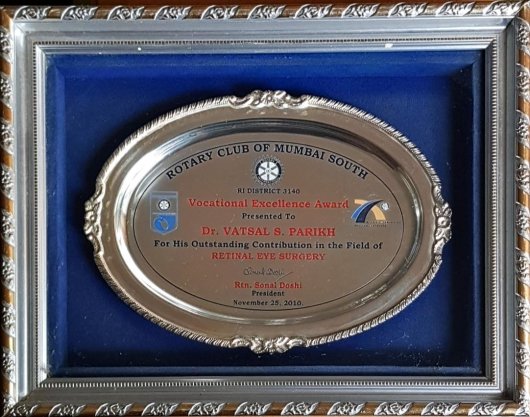 ROTARY CLUB OF MUMBAI SOUTH
RI DISTRICT 3140
Vocational Excellence Award
Presented To
Dr. VATSAL S. PARIKH
For His Outstanding Contribution in the Field of
RETINAL EYE SURGERY
Rtn. Sonal Doshi
President
November 25, 2010.